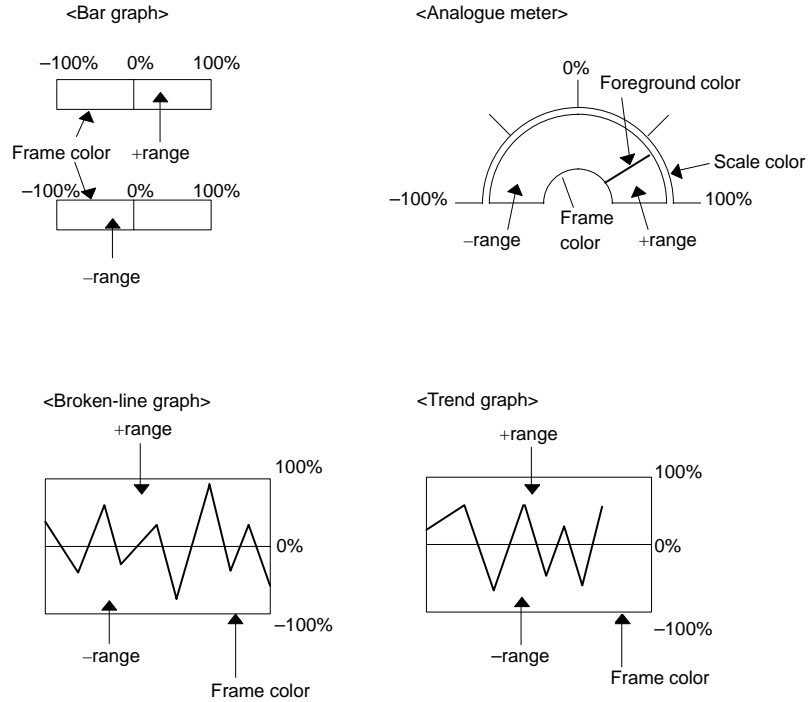 <Bar graph>
–100% 0% 100%
Frame color +range
–100% 0% 100%
–range
<Analogue meter>
0%
Foreground color
Scale color
–100% 100%
Frame
color
–range +range
<Broken-line graph>
+range
100%
0%
–100%
–range
Frame color
<Trend graph>
+range
100%
0%
–100%
–range
Frame color